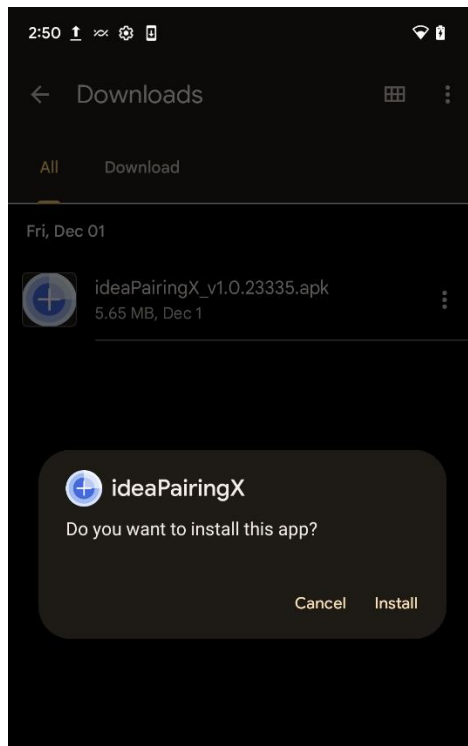 2:50
Downloads
All Download
Fri, Dec 01
ideaPairingX_v1.0.23335.apk
5.65 MB, Dec 1
ideaPairingX
Do you want to install this app?
Cancel Install